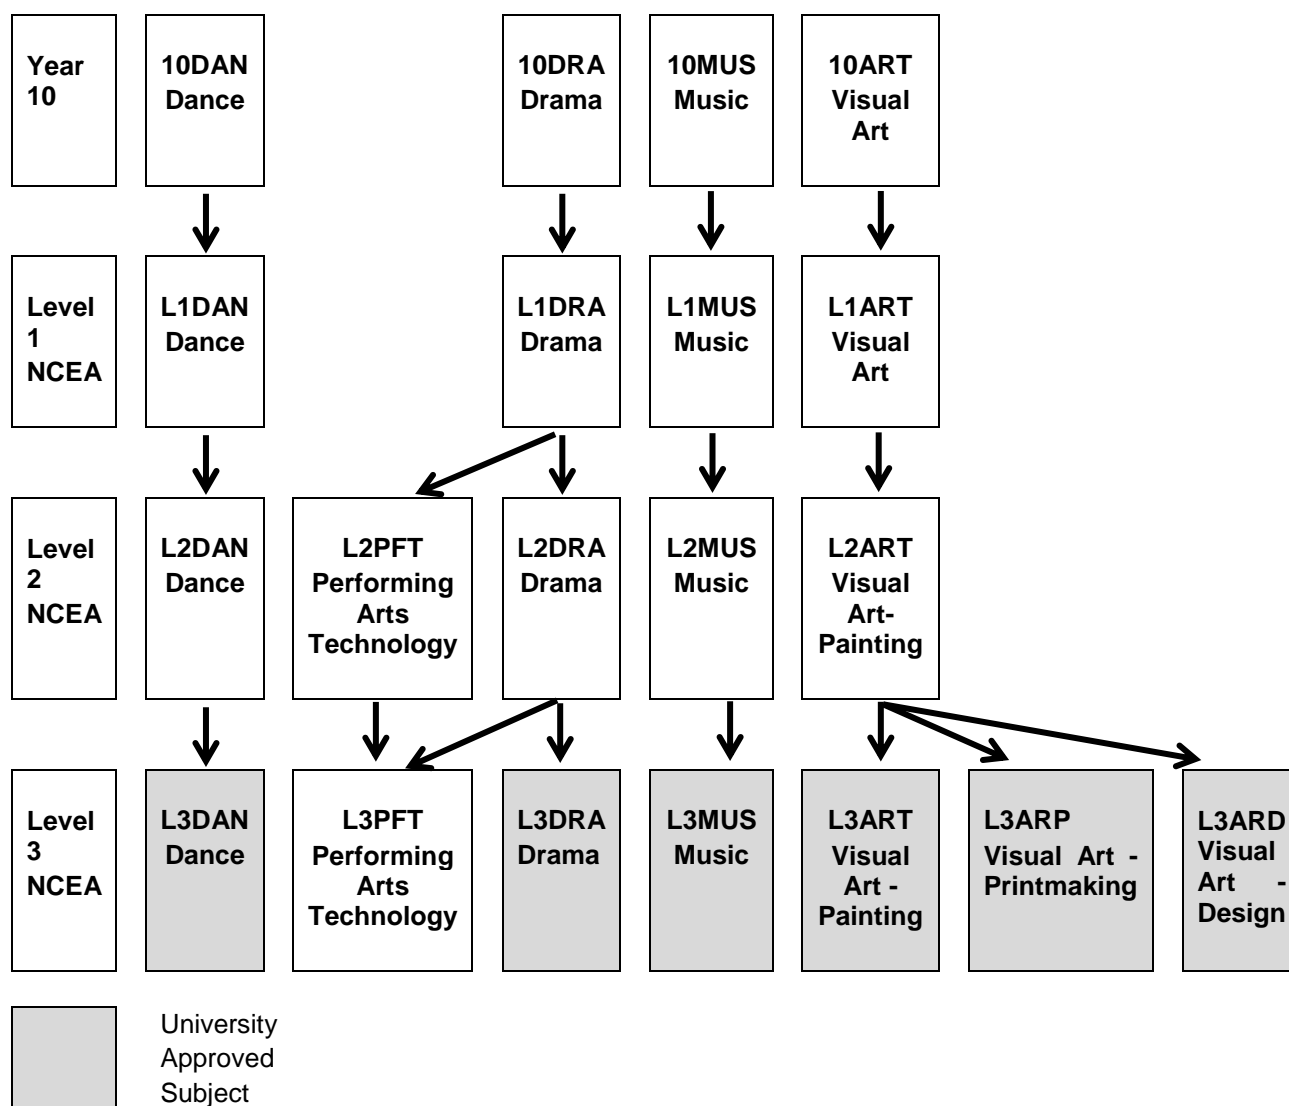 Year
10
10DAN
Dance
10DRA
Drama
10MUS
Music
10ART
Visual
Art
Level
1
NCEA
L1DAN
Dance
L1DRA
Drama
L1MUS
Music
L1ART
Visual
Art
Level
2
NCEA
L2DAN
Dance
L2PFT
Performing
Arts
Technology
L2DRA
Drama
L2MUS
Music
L2ART
Visual
Art-
Painting
Level
3
NCEA
L3DAN
Dance
L3PFT
Performing
Arts
Technology
L3DRA
Drama
L3MUS
Music
L3ART
Visual
Art -
Painting
L3ARP
Visual Art -
Printmaking
L3ARD
Visual
Art -
Design
University
Approved
Subject